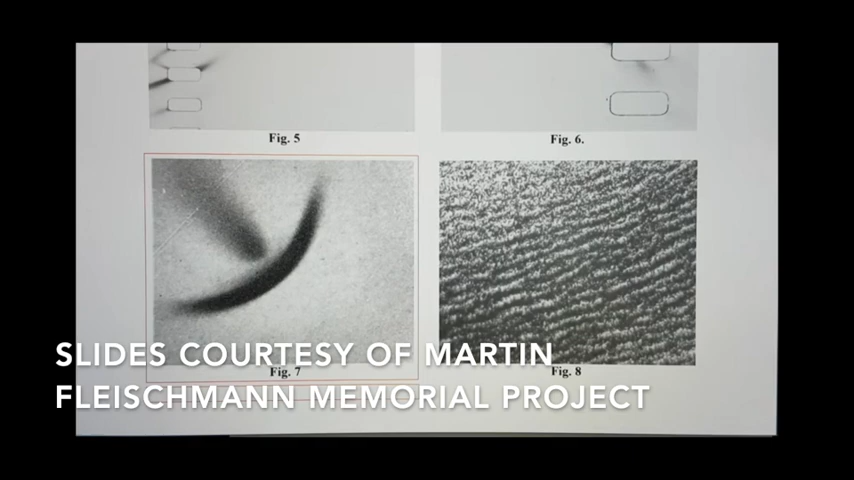 Fig. 5
Fig. 6.
SLIDES COURTESY OF MARTIN
Fig. 7
Fig. 8
FLEISCHMANN MEMORIAL PROJECT